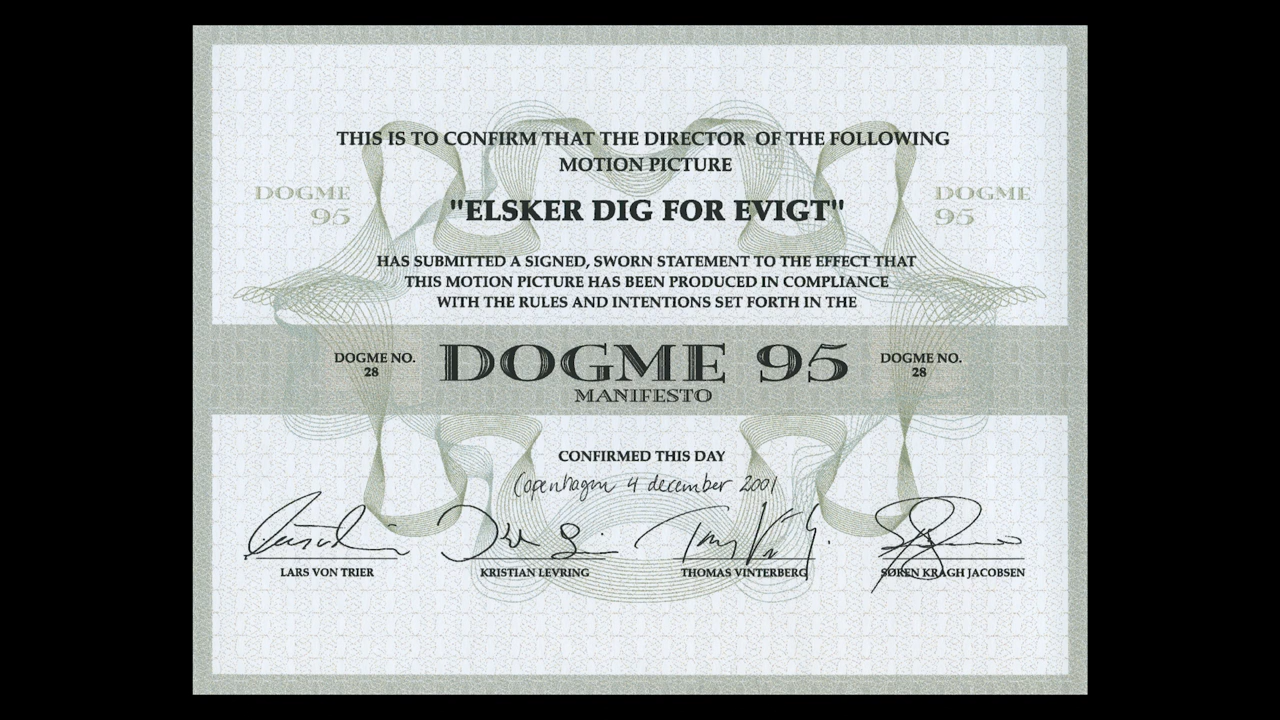 THIS IS TO CONFIRM THAT THE DIRECTOR OF THE FOLLOWING
MOTION PICTURE
DOGME
95
DOGME
95
"ELSKER DIG FOR EVIGT"
HAS SUBMITTED A SIGNED, SWORN STATEMENT TO THE EFFECT THAT
THIS MOTION PICTURE HAS BEEN PRODUCED IN COMPLIANCE
WITH THE RULES AND INTENTIONS SET FORTH IN THE
DOGME NO.
28
DOGME 95
MANIFESTO
DOGME NO.
28
CONFIRMED THIS DAY
Copenhagen 4 december 2001
LARS VON TRIER
KRISTIAN LEVRING
THOMAS VINTERBERG
SØREN KRAGH JACOBSEN